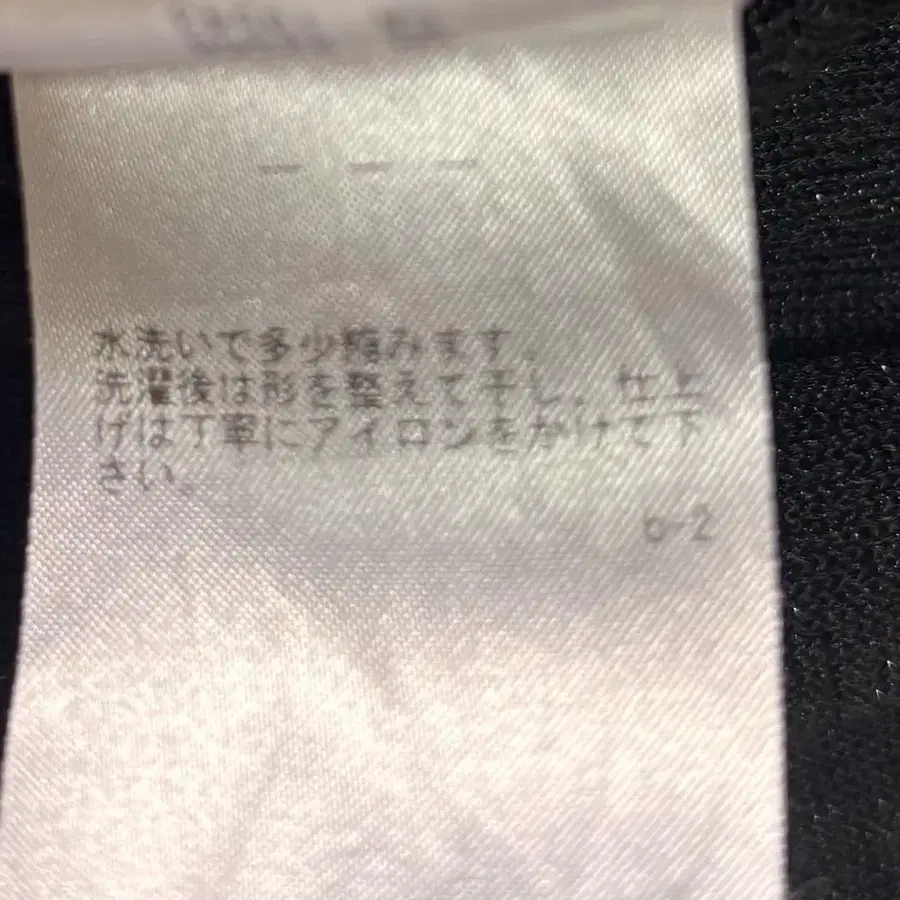 ― ― ―
水洗いで多少縮みます.
洗濯後は形を整えて干し、仕上
げは丁寧にアイロンをかけて下
さい。